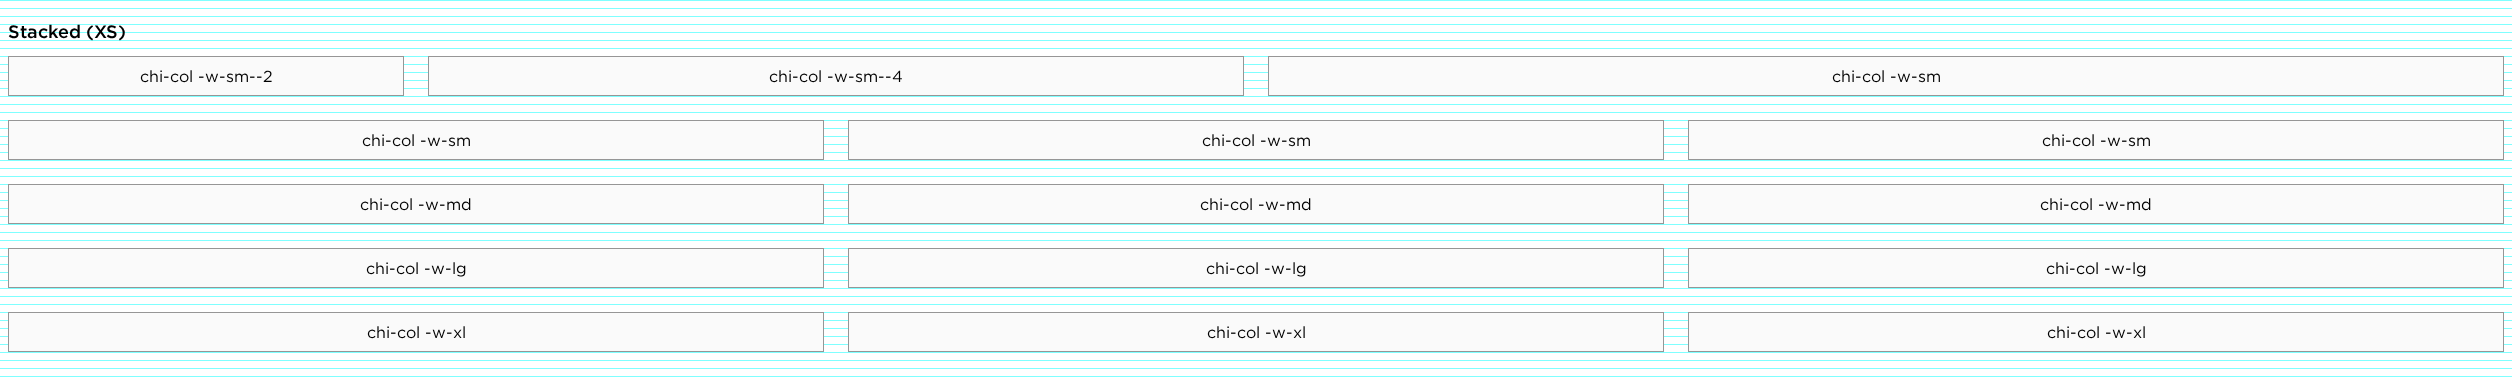 Stacked (XS)
chi-col -w-sm--2 chi-col -w-sm--4 chi-col -w-sm
chi-col -w-sm chi-col -w-sm chi-col -w-sm
chi-col -w-md chi-col -w-md chi-col -w-md
chi-col -w-lg chi-col -w-lg chi-col -w-lg
chi-col -w-xl chi-col -w-xl chi-col -w-xl